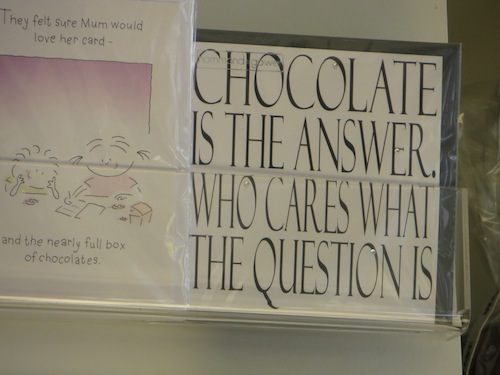 They felt sure Mum would
love her card -
and the nearly full box
of chocolates.
CHOCOLATE
IS THE ANSWER.
WHO CARES WHAT
THE QUESTION IS